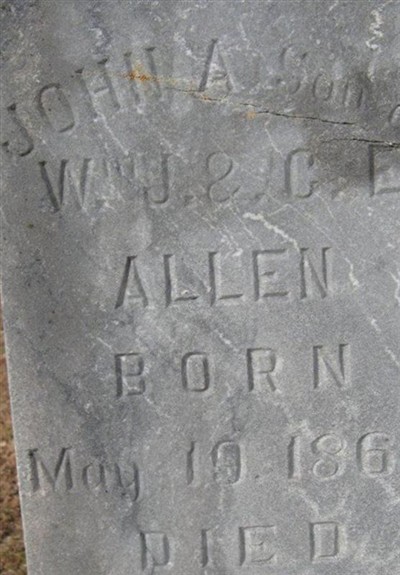 JOHN A. Son
Wm J. & C. E
ALLEN
BORN
May 19. 186
DIED